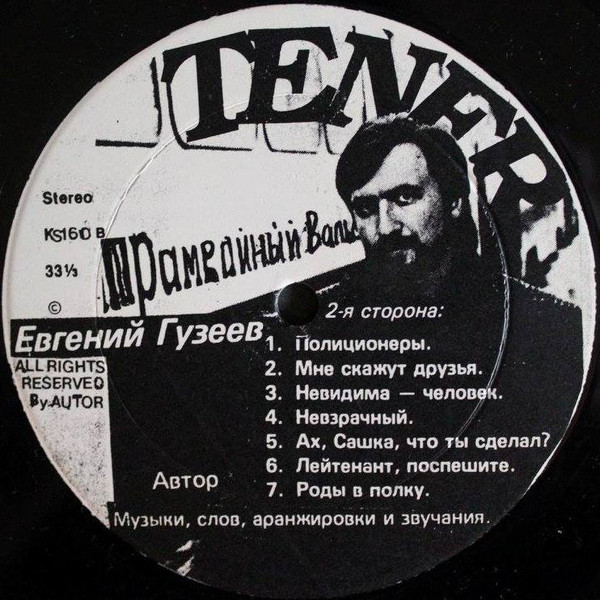 TENER
Stereo
KS160 B
33⅓
Трамвайный Вальс
©
Евгений Гузеев
ALL RIGHTS
RESERVED
By AUTOR
2-я сторона:
1. Полиционеры.
2. Мне скажут друзья.
3. Невидима — человек.
4. Невзрачный.
5. Ах, Сашка, что ты сделал?
6. Лейтенант, поспешите.
7. Роды в полку.
Автор
Музыки, слов, аранжировки и звучания.